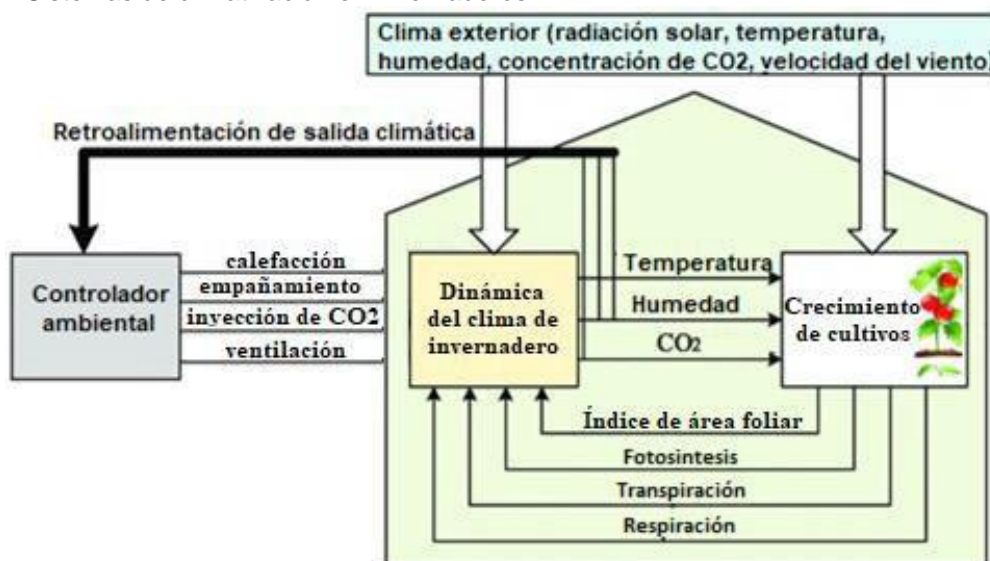 Clima exterior (radiación solar, temperatura,
humedad, concentración de CO2, velocidad del viento)
Retroalimentación de salida climática
Controlador
ambiental
calefacción
empañamiento
inyección de CO2
ventilación
Dinámica
del clima de
invernadero
Temperatura
Humedad
CO2
Crecimiento
de cultivos
Índice de área foliar
Fotosintesis
Transpiración
Respiración